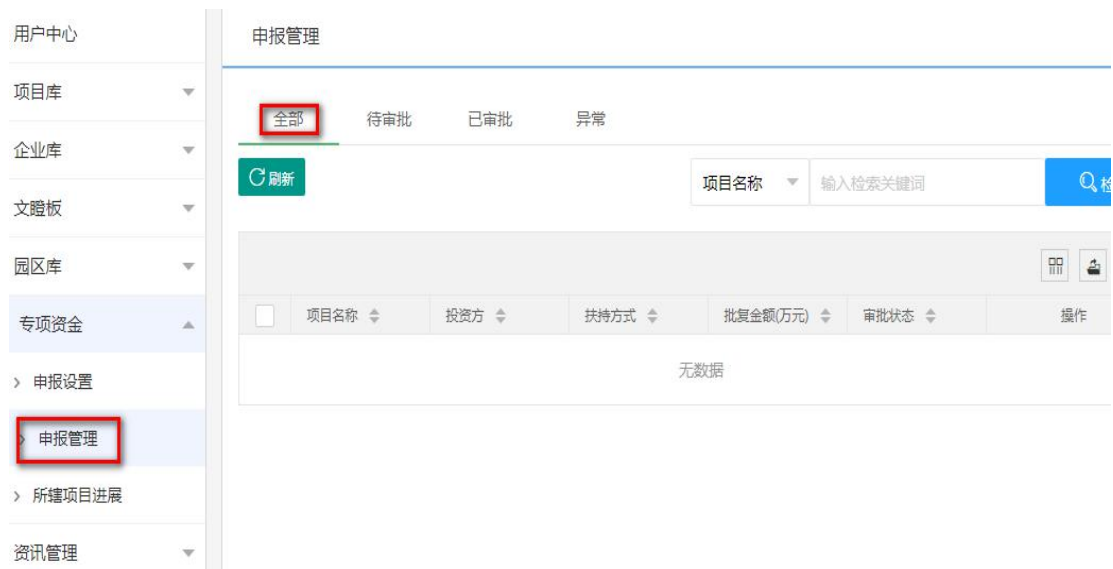 用户中心
项目库
企业库
文瞪板
园区库
专项资金
申报设置
申报管理
所辖项目进展
资讯管理
申报管理
全部 待审批 已审批 异常
刷新 项目名称 输入检索关键词 检
项目名称 投资方 扶持方式 批复金额(万元) 审批状态 操作
无数据